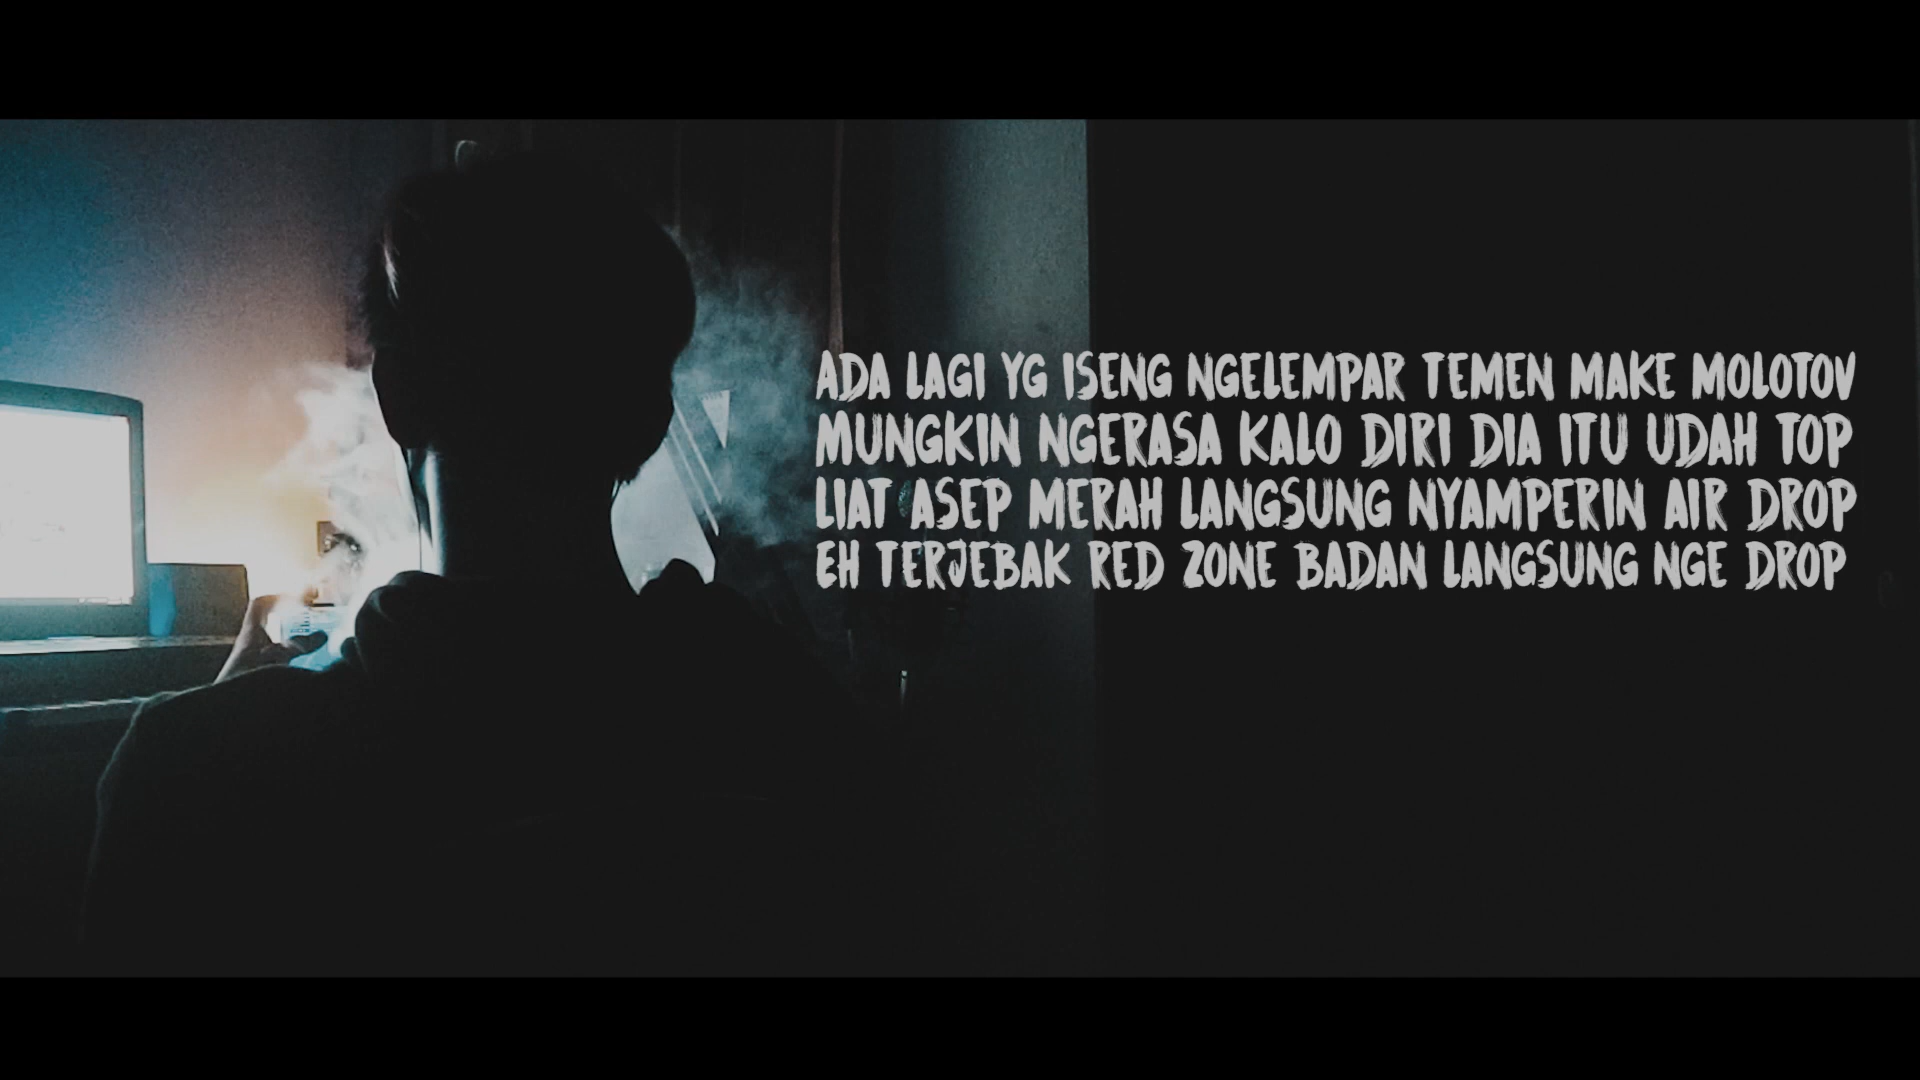 ADA LAGI YG ISENG NGELEMPAR TEMEN MAKE MOLOTOV
MUNGKIN NGERASA KALO DIRI DIA ITU UDAH TOP
LIAT ASEP MERAH LANGSUNG NYAMPERIN AIR DROP
EH TERJEBAK RED ZONE BADAN LANGSUNG NGE DROP